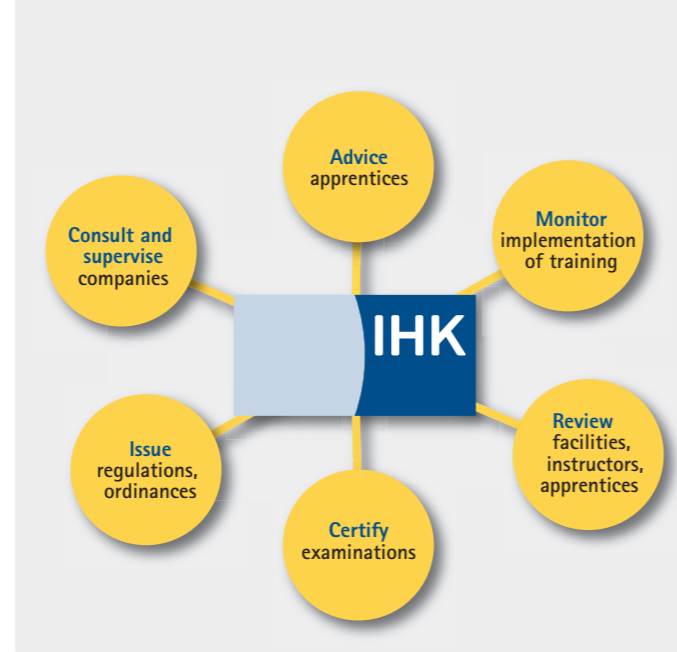 Advice
apprentices
Monitor
implementation
of training
Consult and
supervise
companies
IHK
Review
facilities,
instructors,
apprentices
Issue
regulations,
ordinances
Certify
examinations